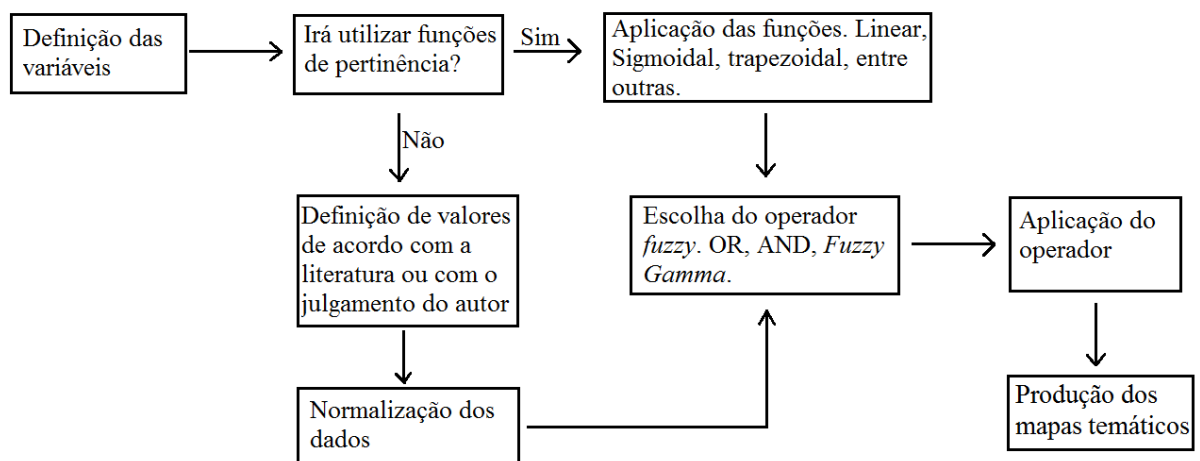 Definição das
variáveis
Irá utilizar funções
de pertinência?
Sim
Aplicação das funções. Linear,
Sigmoidal, trapezoidal, entre
outras.
Não
Definição de valores
de acordo com a
literatura ou com o
julgamento do autor
Escolha do operador
fuzzy. OR, AND, Fuzzy
Gamma.
Aplicação do
operador
Normalização dos
dados
Produção dos
mapas temáticos